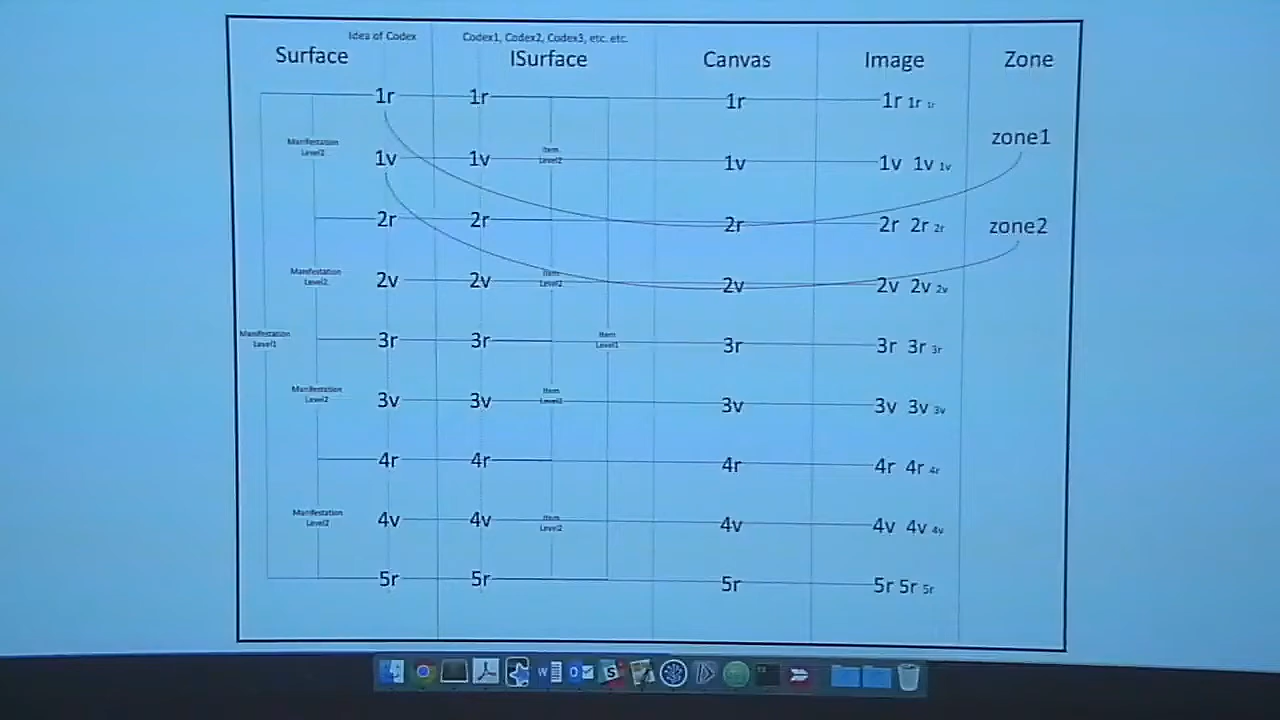 Idea of Codex Codex1, Codex2, Codex3, etc. etc.
Surface ISurface Canvas Image Zone
1r 1r 1r 1r 1r 1r
zone1
Manifestation Level2 Item Level2
1v 1v 1v 1v 1v 1v
2r 2r 2r 2r 2r 2r zone2
Manifestation Level2 Item Level2
2v 2v 2v 2v 2v 2v
Manifestation Level1 Item Level1
3r 3r 3r 3r 3r 3r
Manifestation Level2 Item Level2
3v 3v 3v 3v 3v 3v
4r 4r 4r 4r 4r 4r
Manifestation Level2 Item Level2
4v 4v 4v 4v 4v 4v
5r 5r 5r 5r 5r 5r